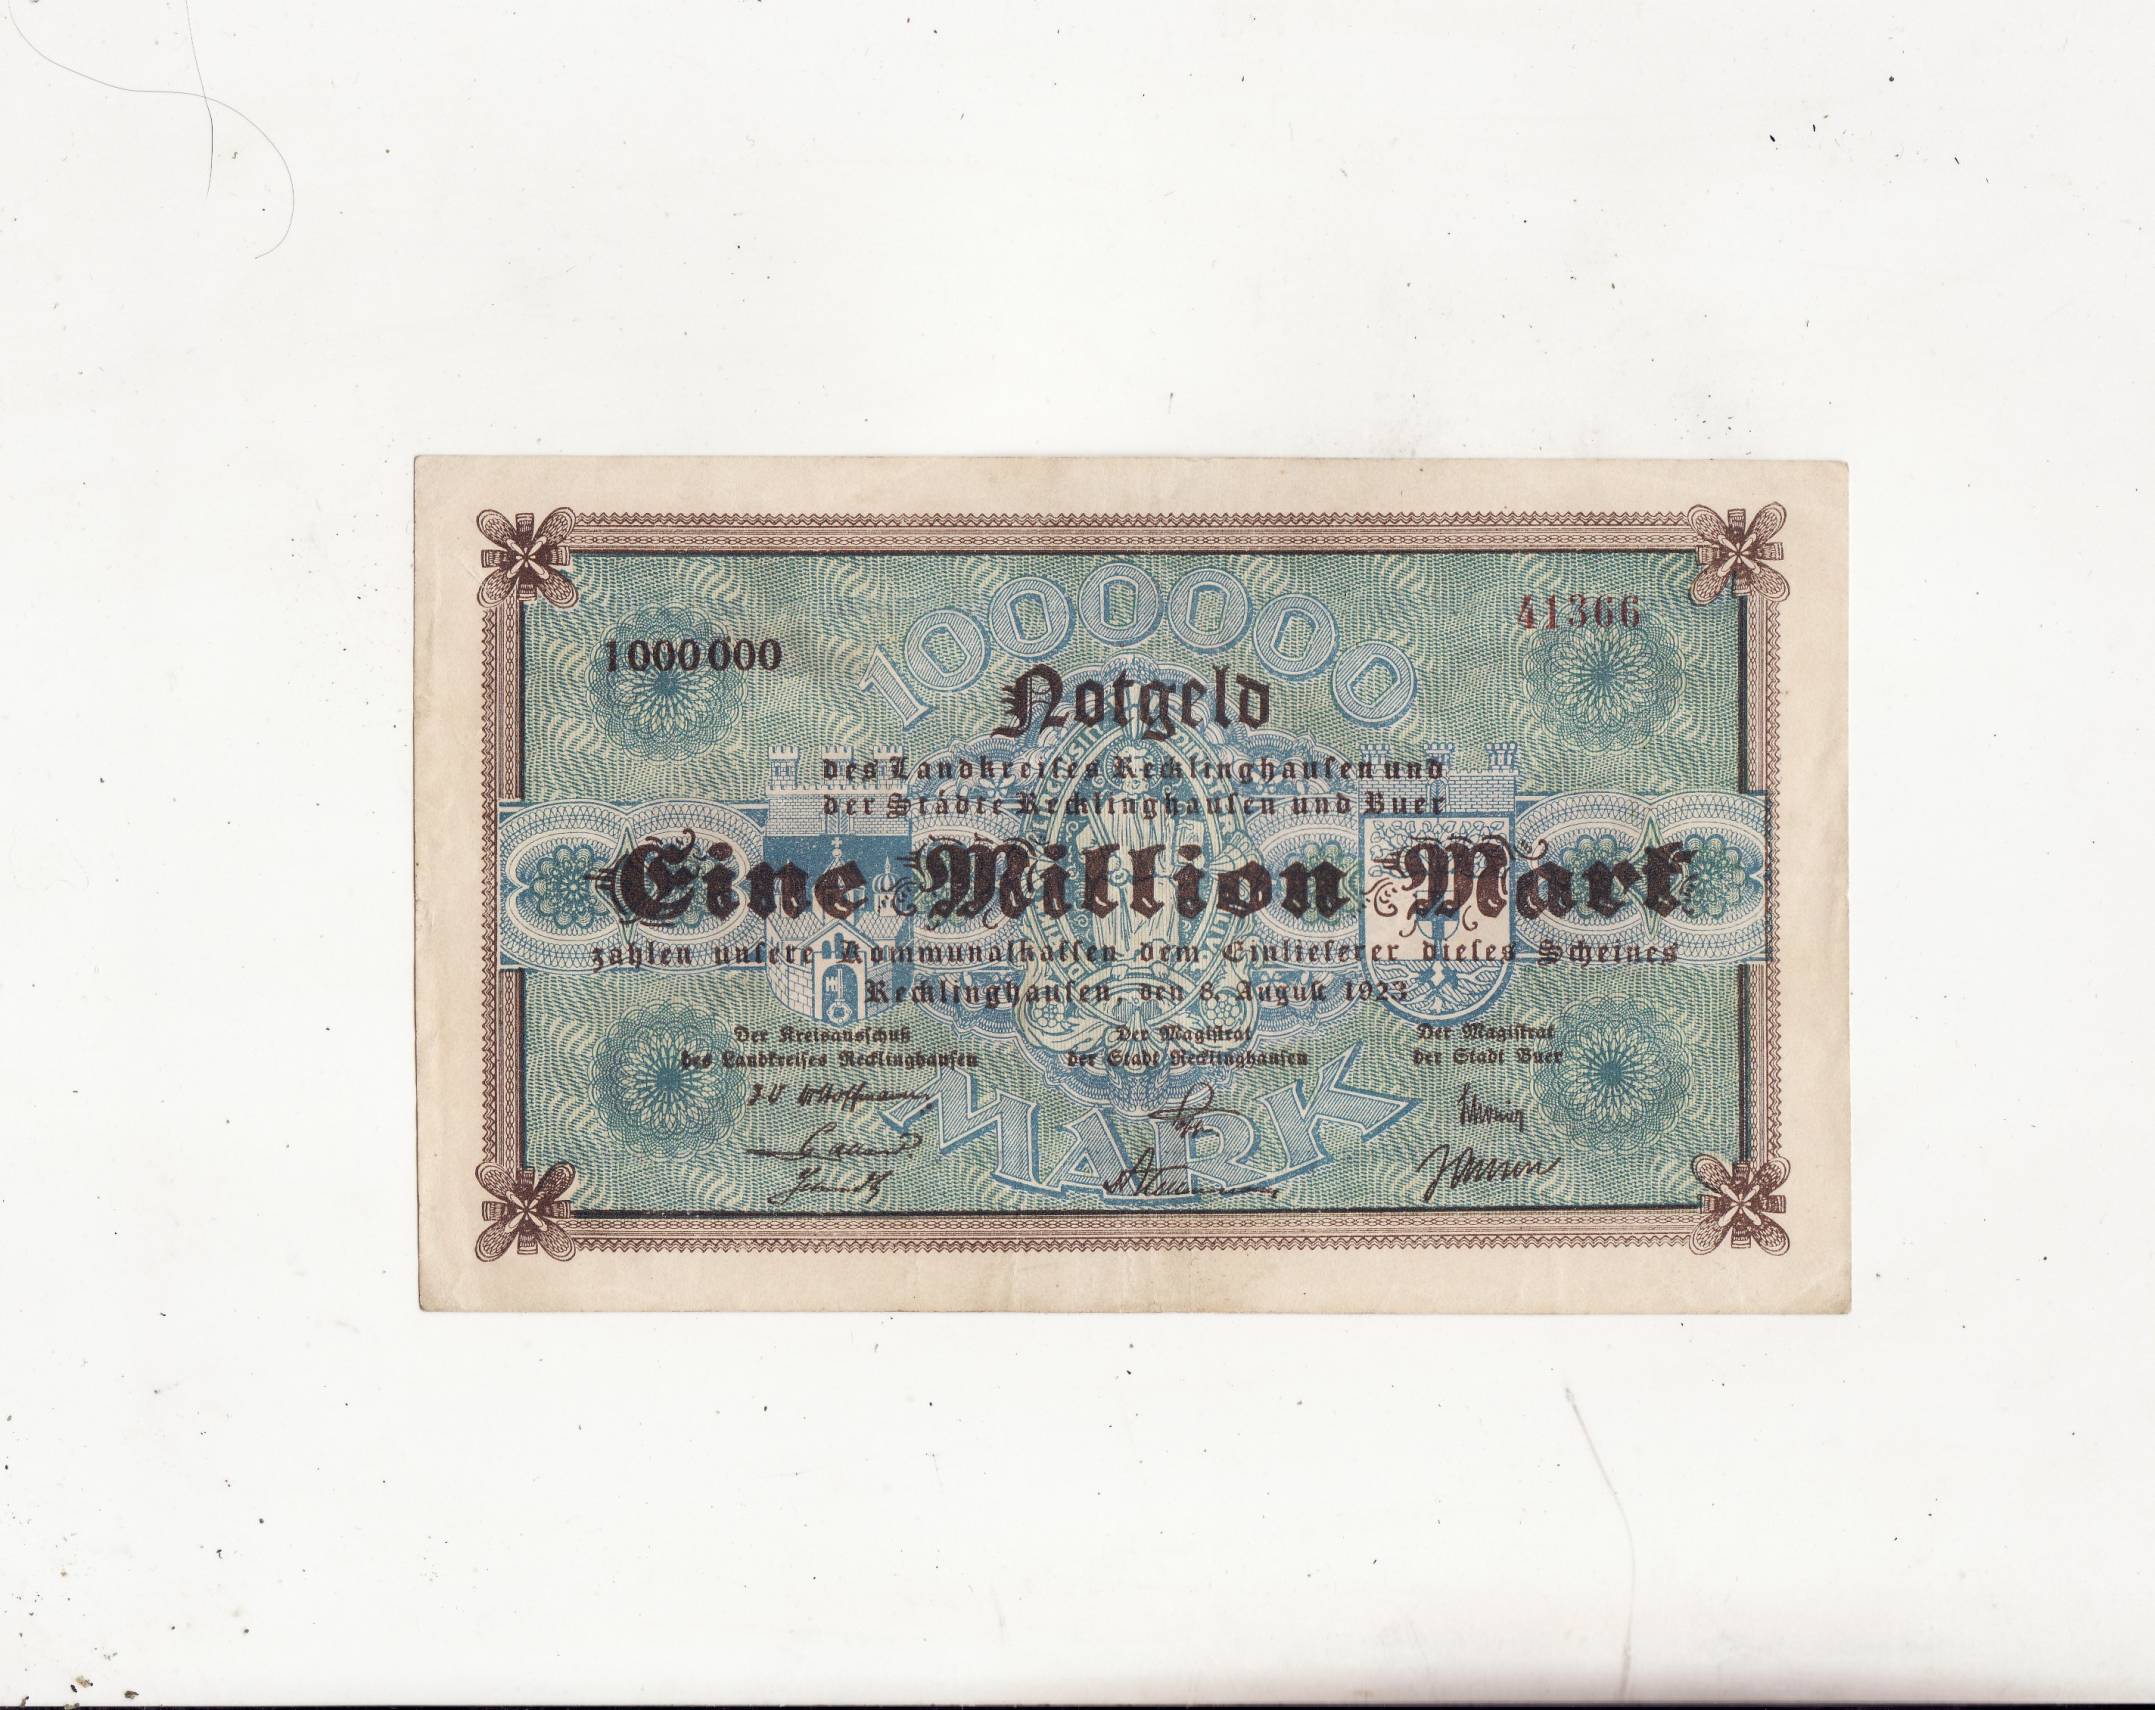 1000000
41366
1000000
Notgeld
des Landkreises Recklinghausen und
der Städte Recklinghausen und Buer
Eine Million Mark
zahlen unsere Kommunalkassen dem Einlieferer dieses Scheines
Recklinghausen, den 8. August 1923
Der Kreisausschuß
des Landkreises Recklinghausen
Der Magistrat
der Stadt Recklinghausen
Der Magistrat
der Stadt Buer
MARK